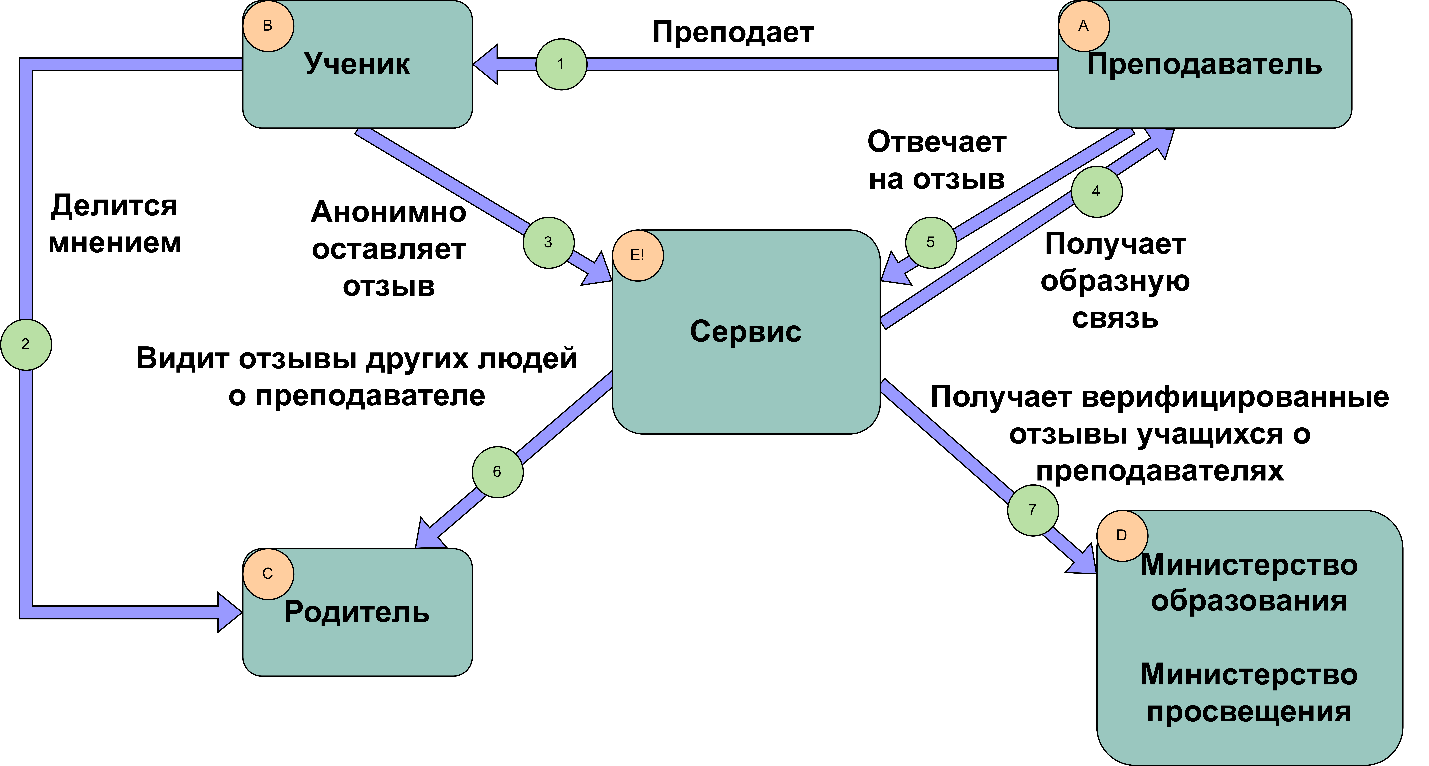 B
Ученик
Преподает
1
A
Преподаватель
Делится
мнением
2
Анонимно
оставляет
отзыв
3
Отвечает
на отзыв
5
4
Получает
образную
связь
E!
Сервис
Видит отзывы других людей
о преподавателе
6
Получает верифицированные
отзывы учащихся о
преподавателях
7
C
Родитель
D
Министерство
образования
Министерство
просвещения